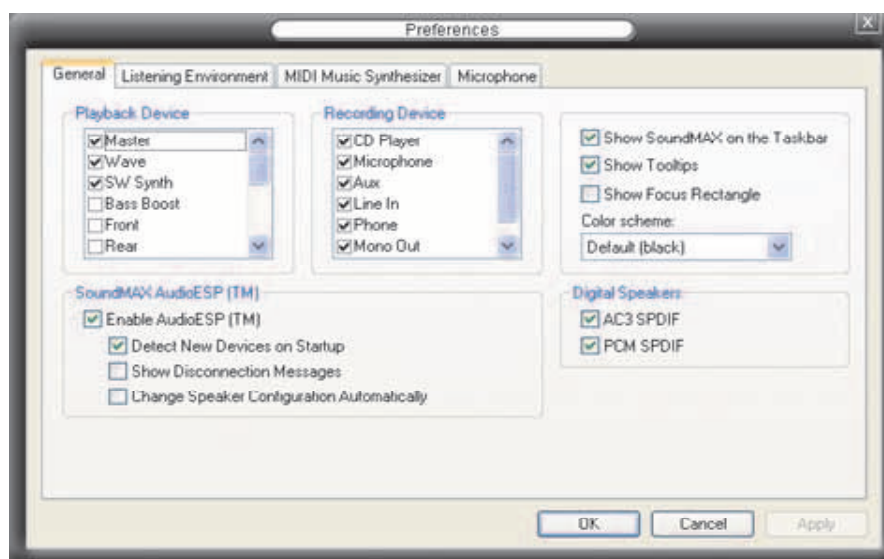 Preferences
X
General Listening Environment MIDI Music Synthesizer Microphone
Playback Device
Master
Wave
SW Synth
Bass Boost
Front
Rear
Recording Device
CD Player
Microphone
Aux
Line In
Phone
Mono Out
Show SoundMAX on the Taskbar
Show Tooltips
Show Focus Rectangle
Color scheme:
Default (black)
SoundMAX AudioESP (TM)
Enable AudioESP (TM)
Detect New Devices on Startup
Show Disconnection Messages
Change Speaker Configuration Automatically
Digital Speakers
AC3 SPDIF
PCM SPDIF
OK Cancel Apply